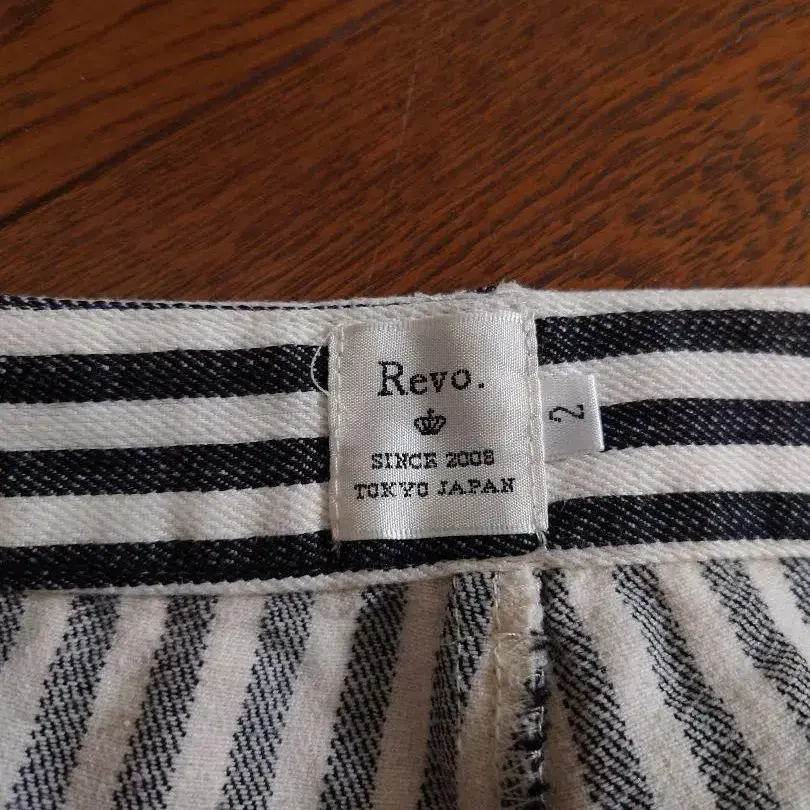 Revo.
SINCE 2008
TOKYO JAPAN
2